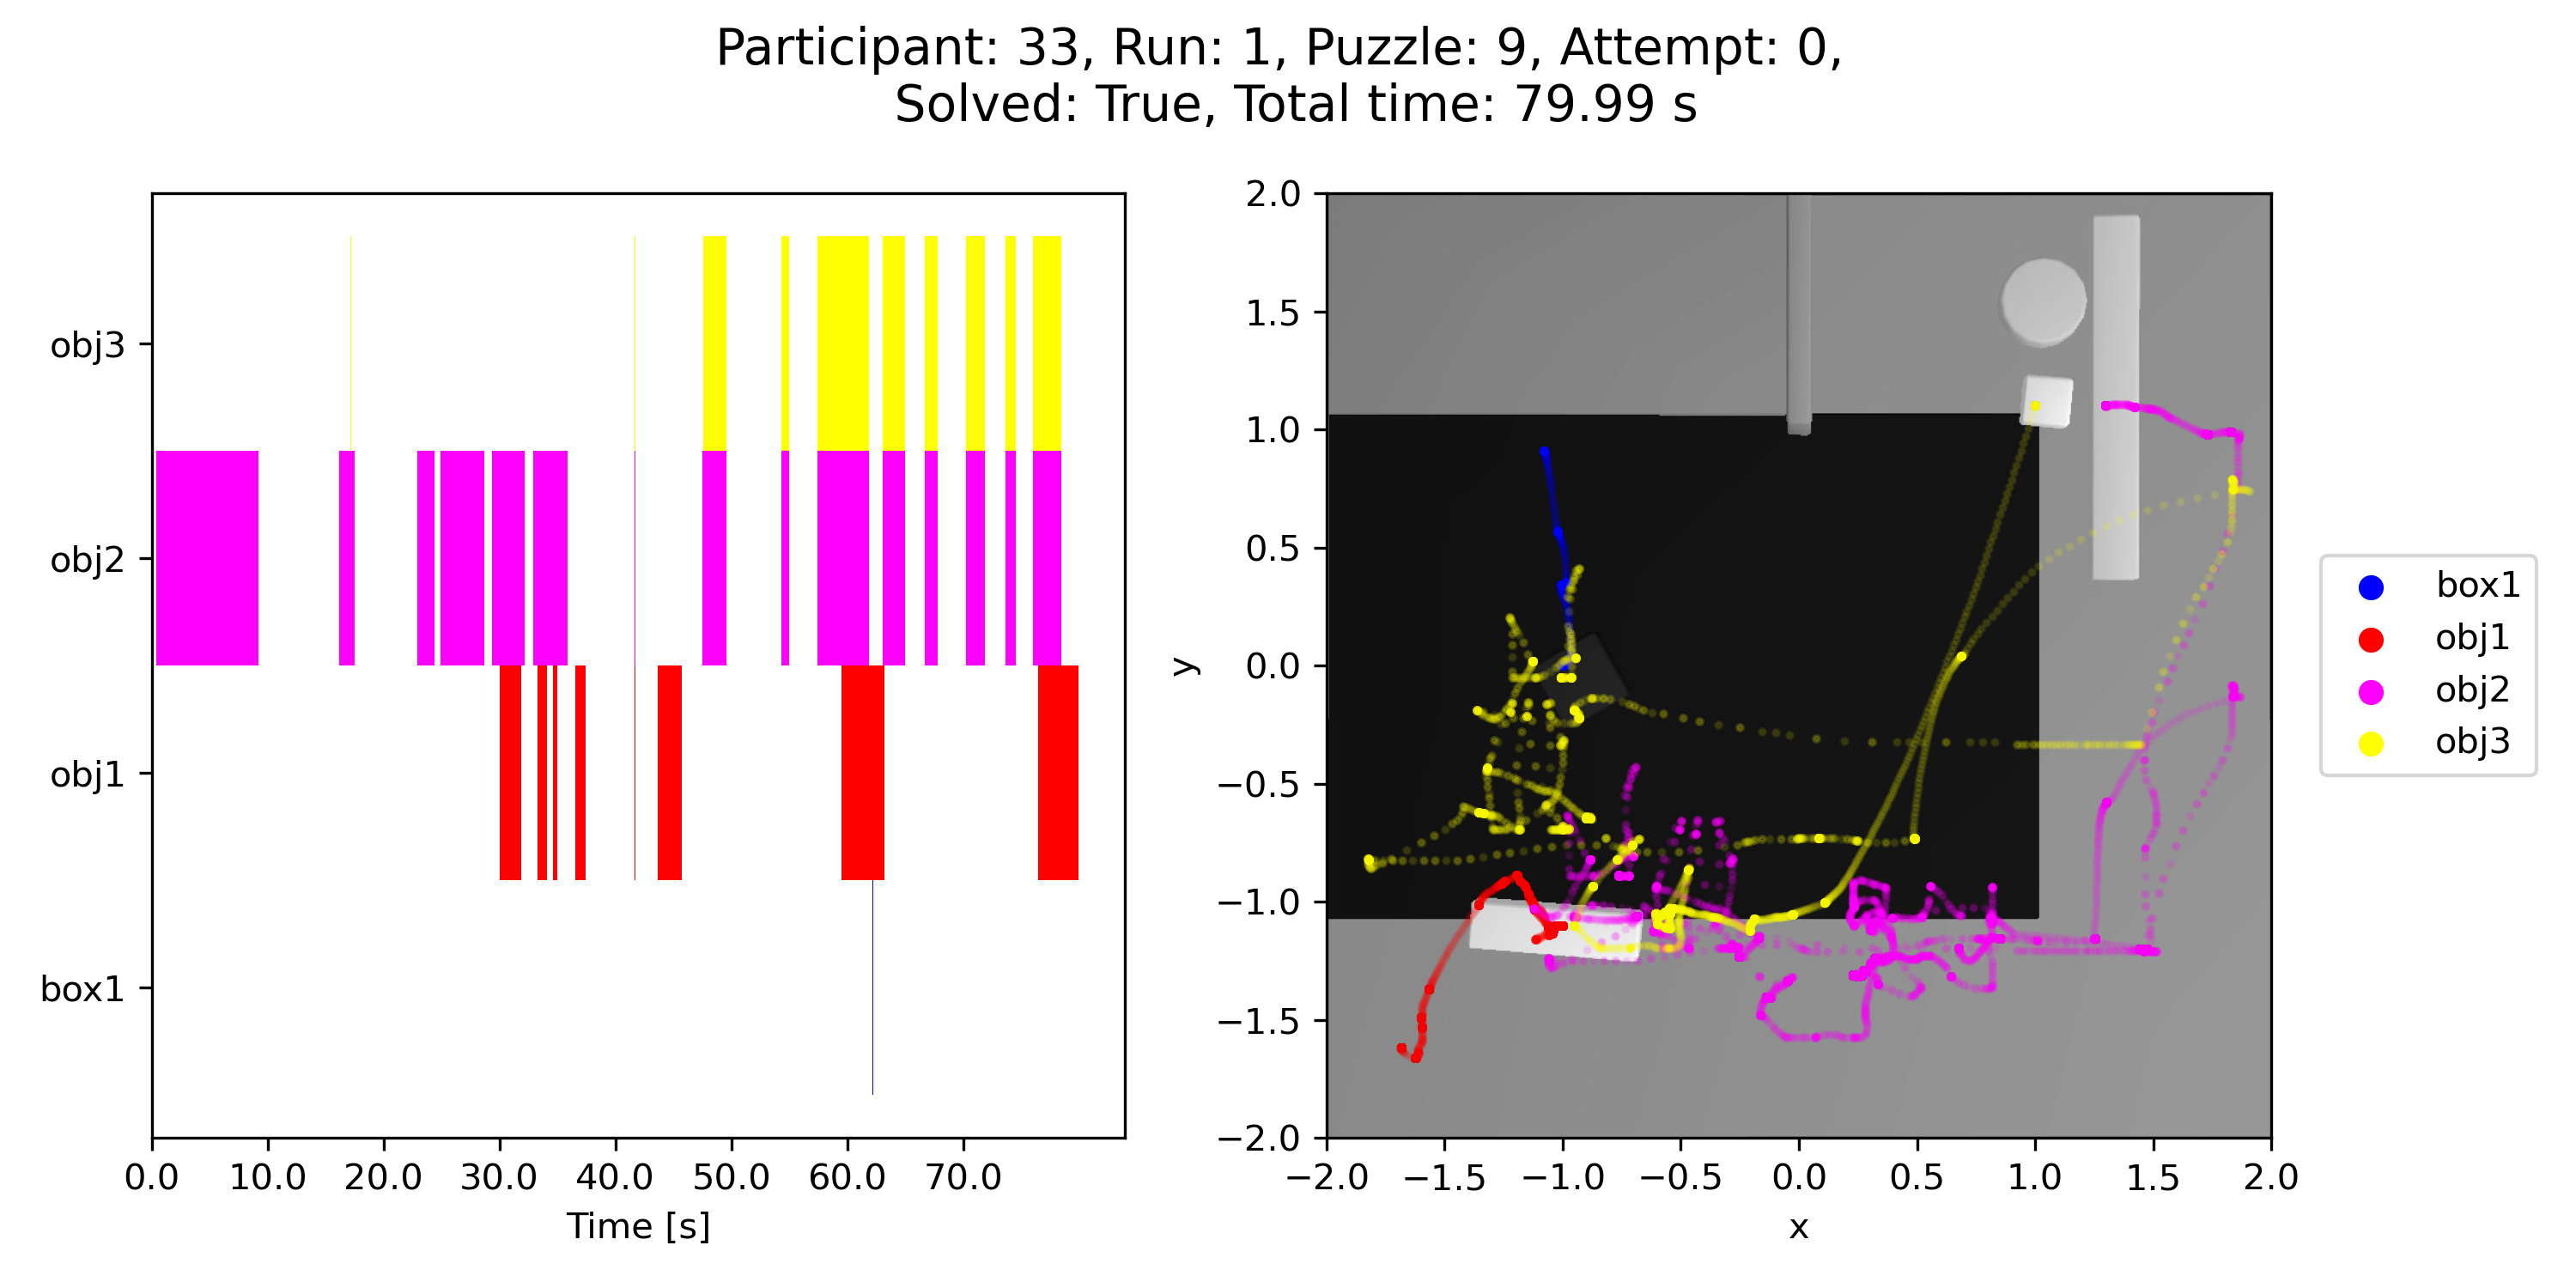 Participant: 33, Run: 1, Puzzle: 9, Attempt: 0,
Solved: True, Total time: 79.99 s
obj3
obj2
obj1
box1
0.0 10.0 20.0 30.0 40.0 50.0 60.0 70.0
Time [s]
2.0
1.5
1.0
0.5
0.0
−0.5
−1.0
−1.5
−2.0
y
−2.0 −1.5 −1.0 −0.5 0.0 0.5 1.0 1.5 2.0
x
box1
obj1
obj2
obj3